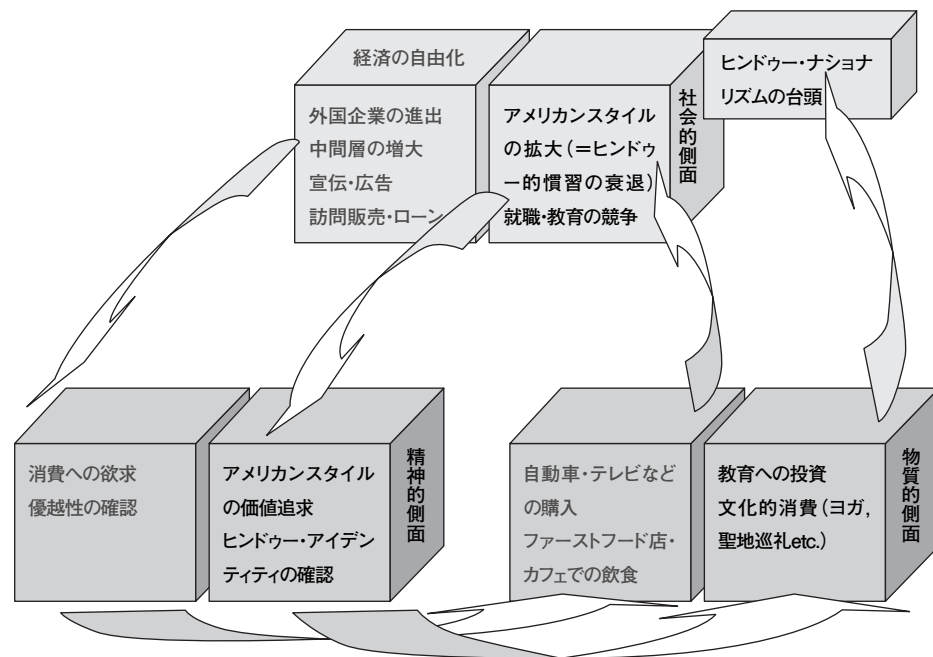 経済の自由化
外国企業の進出
中間層の増大
宣伝・広告
訪問販売・ローン
アメリカンスタイル
の拡大(=ヒンドゥ
ー的慣習の衰退)
就職・教育の競争
社会的側面
ヒンドゥー・ナショナ
リズムの台頭
消費への欲求
優越性の確認
アメリカンスタイル
の価値追求
ヒンドゥー・アイデン
ティティの確認
精神的側面
自動車・テレビなど
の購入
ファーストフード店・
カフェでの飲食
教育への投資
文化的消費(ヨガ,
聖地巡礼etc.)
物質的側面